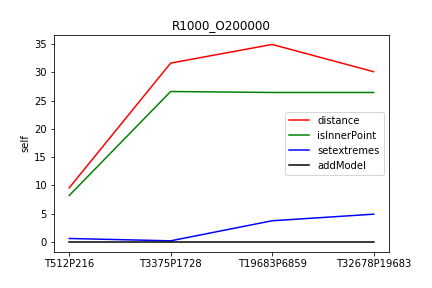 R1000_O200000
35
30
25
20
15
10
5
0
self
distance
isInnerPoint
setextremes
addModel
T512P216 T3375P1728 T19683P6859 T32678P19683